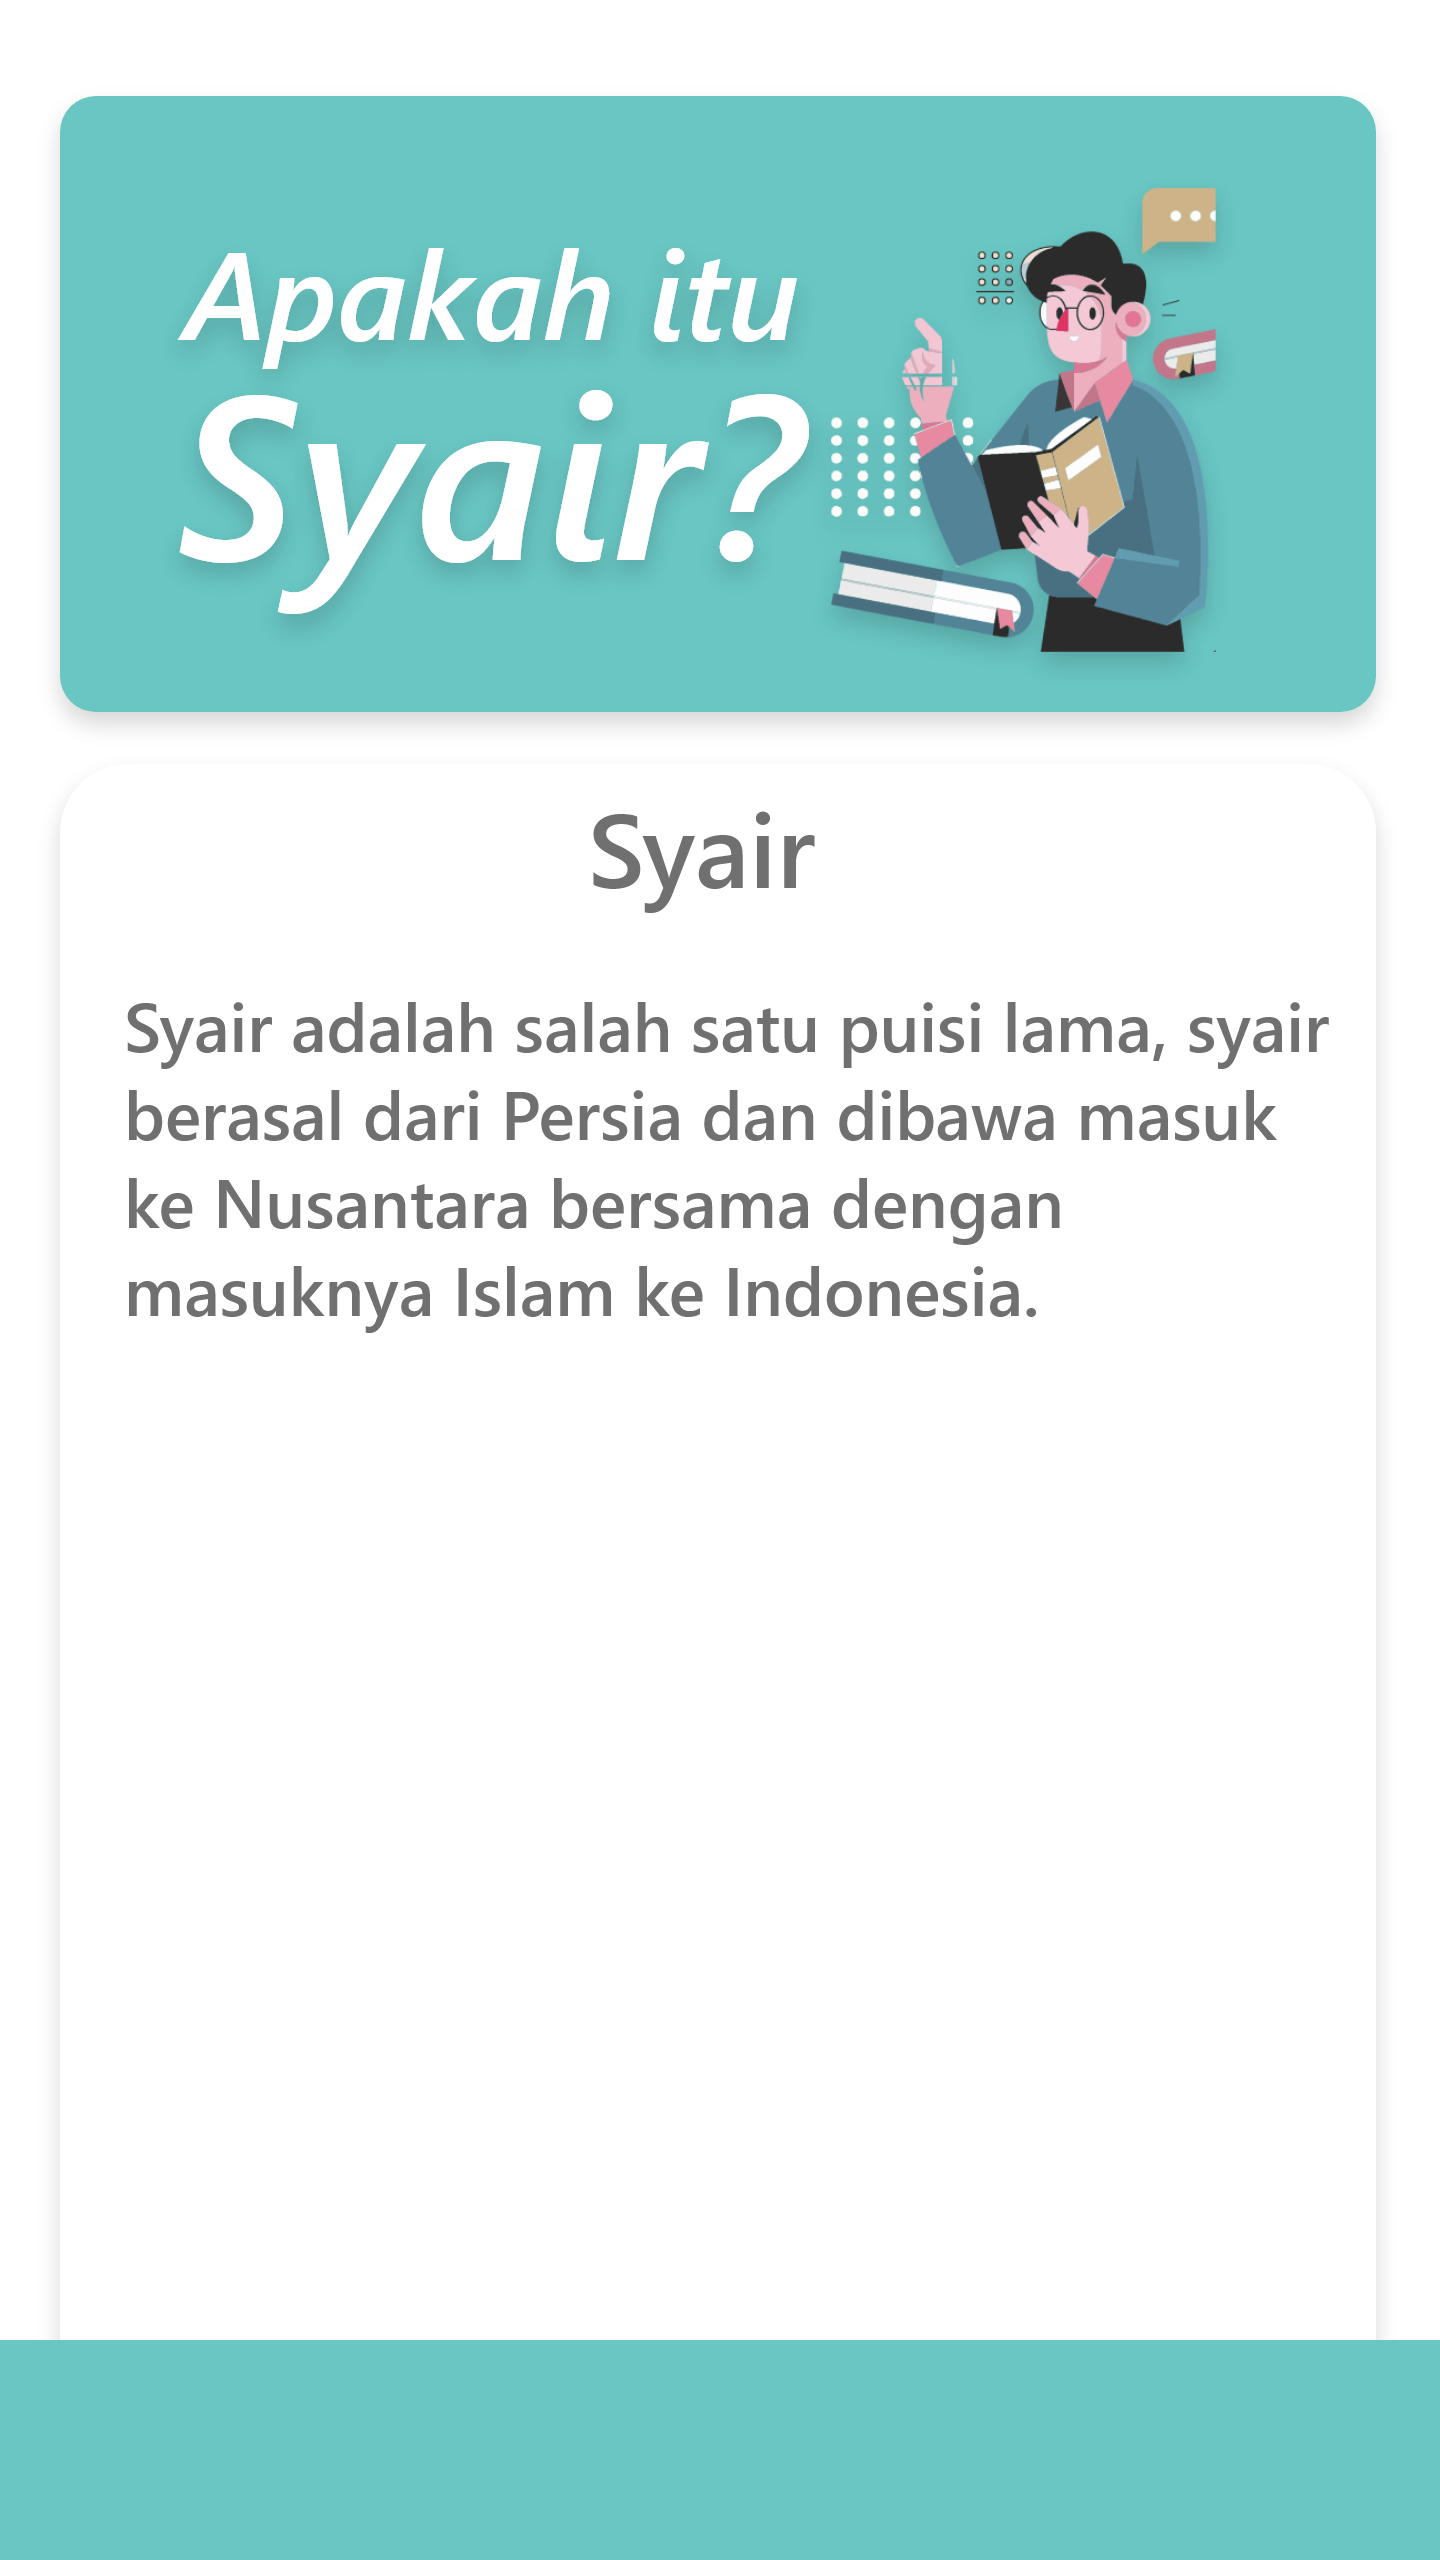 Apakah itu
Syair?
Syair
Syair adalah salah satu puisi lama, syair
berasal dari Persia dan dibawa masuk
ke Nusantara bersama dengan
masuknya Islam ke Indonesia.